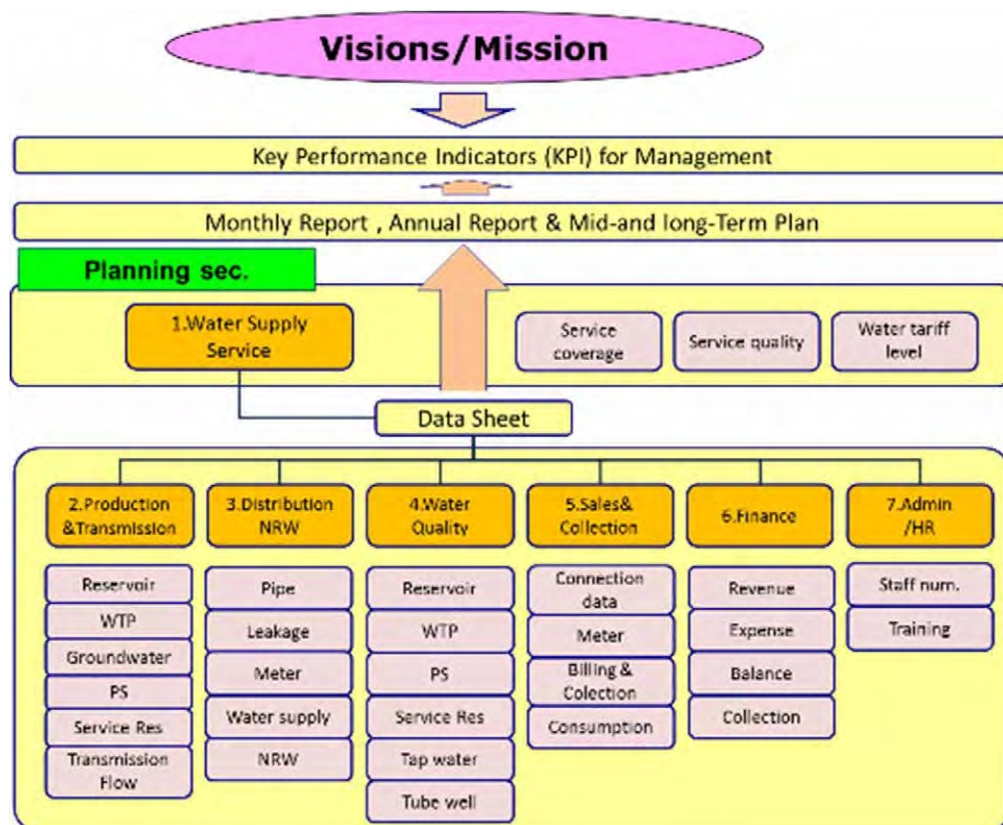 Visions/Mission
Key Performance Indicators (KPI) for Management
Monthly Report , Annual Report & Mid-and long-Term Plan
Planning sec.
1.Water Supply
Service
Service
coverage
Service quality
Water tariff
level
Data Sheet
2.Production
&Transmission
Reservoir
WTP
Groundwater
PS
Service Res
Transmission
Flow
3.Distribution
NRW
Pipe
Leakage
Meter
Water supply
NRW
4.Water
Quality
Reservoir
WTP
PS
Service Res
Tap water
Tube well
5.Sales&
Collection
Connection
data
Meter
Billing &
Colection
Consumption
6.Finance
Revenue
Expense
Balance
Collection
7.Admin
/HR
Staff num.
Training